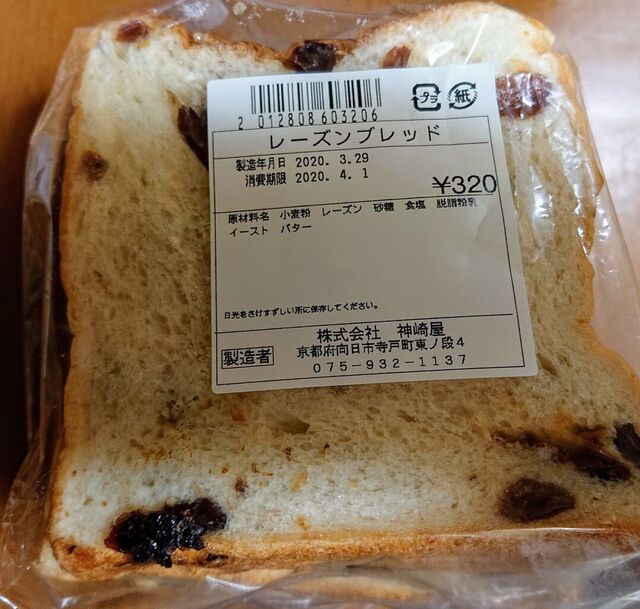 プラ 紙
2 012808 603206
レーズンブレッド
製造年月日 2020. 3.29
消費期限 2020. 4. 1
¥320
原材料名 小麦粉 レーズン 砂糖 食塩 脱脂粉乳
イースト バター
日光をさけすずしい所に保存してください。
製造者
株式会社 神崎屋
京都府向日市寺戸町東ノ段4
075-932-1137